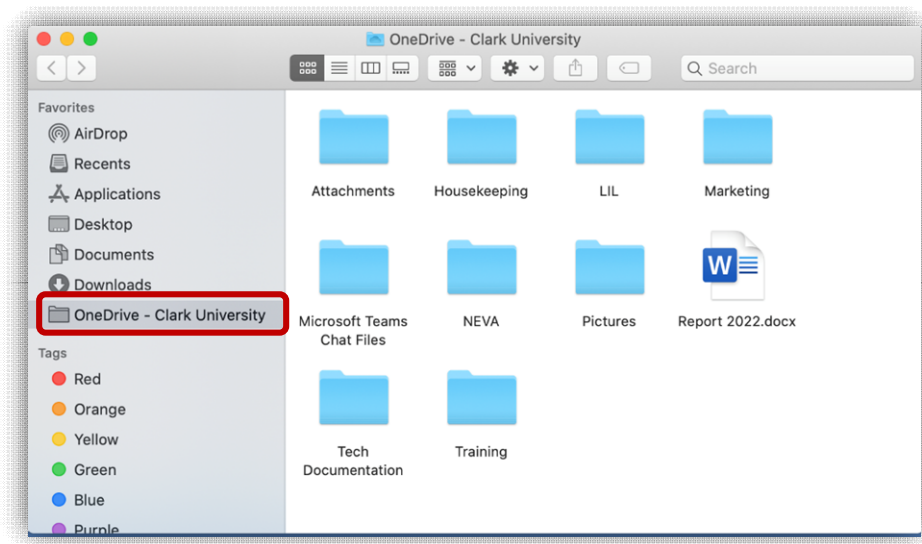 OneDrive - Clark University
Search
Favorites
AirDrop
Recents
Applications
Desktop
Documents
Downloads
OneDrive - Clark University
Tags
Red
Orange
Yellow
Green
Blue
Purple
Attachments Housekeeping LIL Marketing
Microsoft Teams NEVA Pictures W Report 2022.docx
Chat Files
Tech Training
Documentation